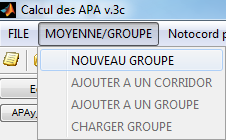 Calcul des APA v.3c
FILE MOYENNE/GROUPE Notocord p
NOUVEAU GROUPE
AJOUTER A UN CORRIDOR
AJOUTER A UN GROUPE
CHARGER GROUPE
Ec
APAy